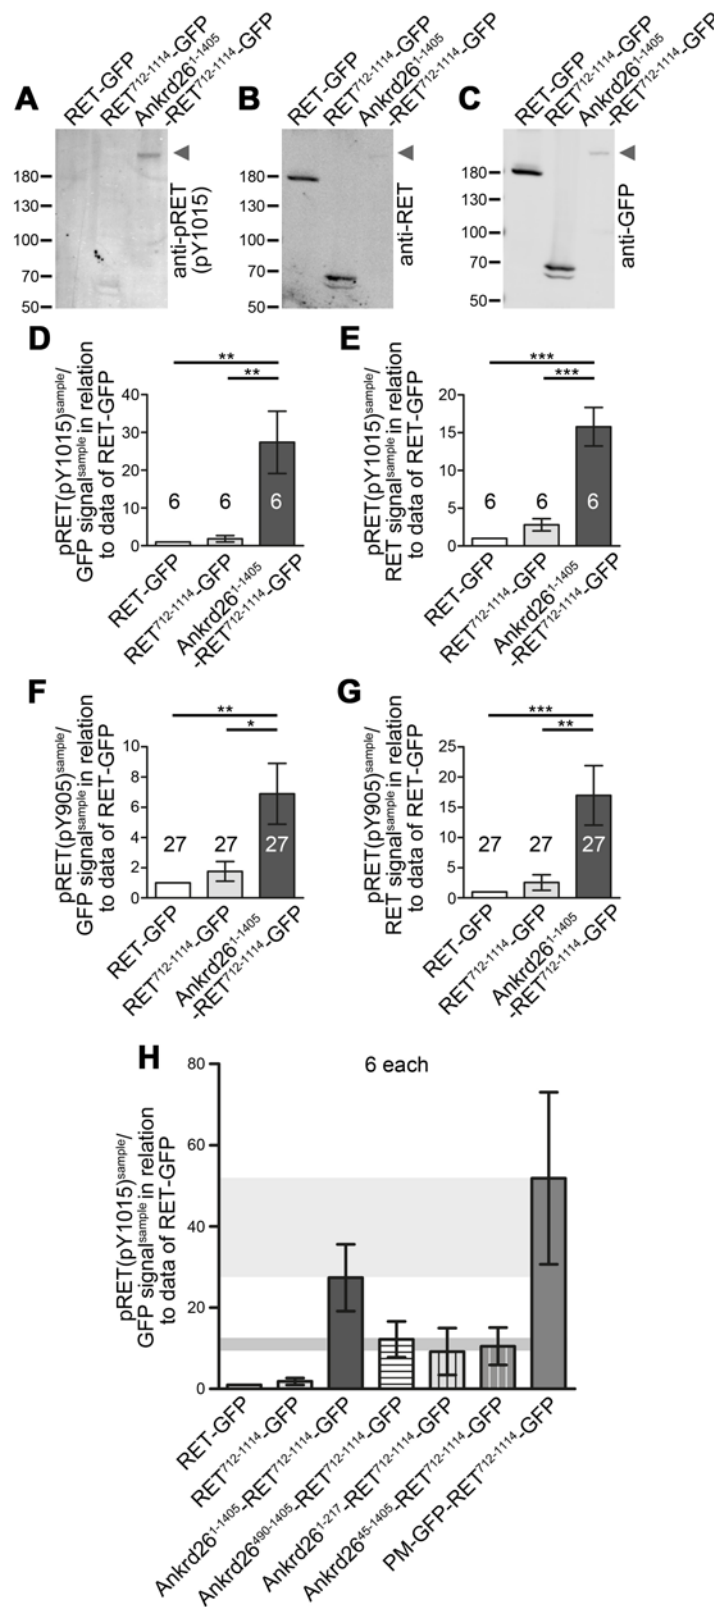 A
RET-GFP
RET712-1114-GFP
Ankrd261-1405
-RET712-1114-GFP
180
130
100
70
50
anti-pRET
(pY1015)
B
RET-GFP
RET712-1114-GFP
Ankrd261-1405
-RET712-1114-GFP
180
130
100
70
50
anti-RET
C
RET-GFP
RET712-1114-GFP
Ankrd261-1405
-RET712-1114-GFP
180
130
100
70
50
anti-GFP
D
pRET(pY1015)sample/
GFP signalsample in relation
to data of RET-GFP
40
30
20
10
0
**
**
6
6
6
RET-GFP
RET712-1114-GFP
Ankrd261-1405
-RET712-1114-GFP
E
pRET(pY1015)sample/
RET signalsample in relation
to data of RET-GFP
20
15
10
5
0
***
***
6
6
6
RET-GFP
RET712-1114-GFP
Ankrd261-1405
-RET712-1114-GFP
F
pRET(pY905)sample/
GFP signalsample in relation
to data of RET-GFP
10
8
6
4
2
0
**
*
27
27
27
RET-GFP
RET712-1114-GFP
Ankrd261-1405
-RET712-1114-GFP
G
pRET(pY905)sample/
RET signalsample in relation
to data of RET-GFP
25
20
15
10
5
0
***
**
27
27
27
RET-GFP
RET712-1114-GFP
Ankrd261-1405
-RET712-1114-GFP
H
6 each
pRET(pY1015)sample/
GFP signalsample in relation
to data of RET-GFP
80
60
40
20
0
RET-GFP
RET712-1114-GFP
Ankrd261-1405-RET712-1114-GFP
Ankrd26490-1405-RET712-1114-GFP
Ankrd261-217-RET712-1114-GFP
Ankrd2645-1405-RET712-1114-GFP
PM-GFP-RET712-1114-GFP